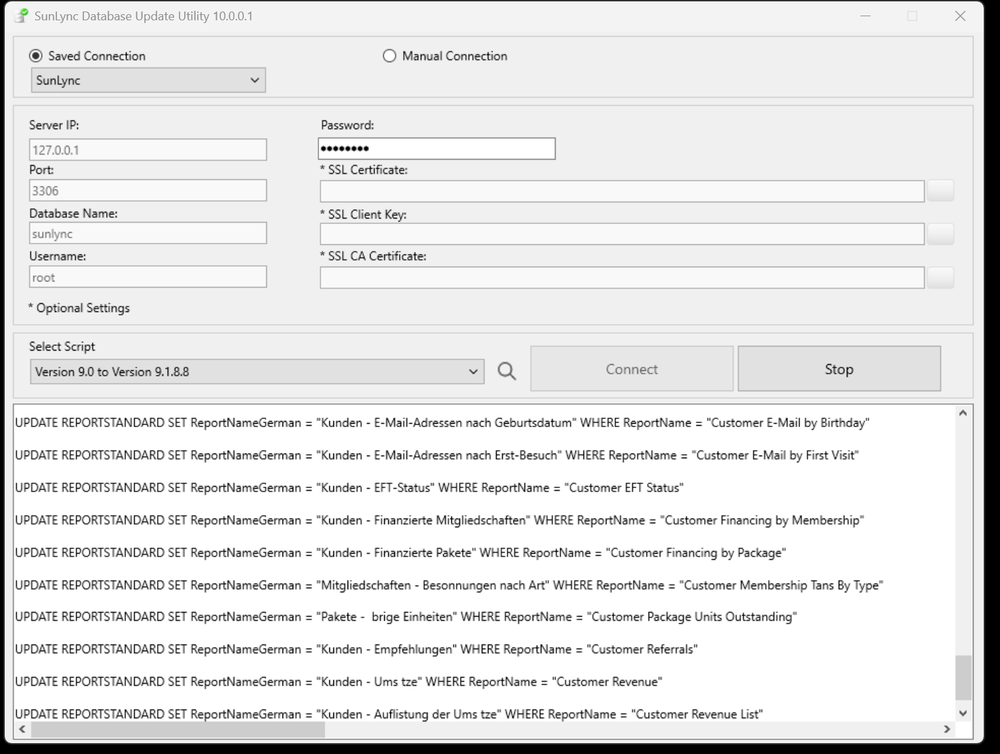 SunLync Database Update Utility 10.0.0.1
Saved Connection
Manual Connection
SunLync
Server IP:
Password:
127.0.0.1
••••••••
Port:
* SSL Certificate:
3306
Database Name:
* SSL Client Key:
sunlync
Username:
* SSL CA Certificate:
root
* Optional Settings
Select Script
Version 9.0 to Version 9.1.8.8
Connect
Stop
UPDATE REPORTSTANDARD SET ReportNameGerman = "Kunden - E-Mail-Adressen nach Geburtsdatum" WHERE ReportName = "Customer E-Mail by Birthday"
UPDATE REPORTSTANDARD SET ReportNameGerman = "Kunden - E-Mail-Adressen nach Erst-Besuch" WHERE ReportName = "Customer E-Mail by First Visit"
UPDATE REPORTSTANDARD SET ReportNameGerman = "Kunden - EFT-Status" WHERE ReportName = "Customer EFT Status"
UPDATE REPORTSTANDARD SET ReportNameGerman = "Kunden - Finanzierte Mitgliedschaften" WHERE ReportName = "Customer Financing by Membership"
UPDATE REPORTSTANDARD SET ReportNameGerman = "Kunden - Finanzierte Pakete" WHERE ReportName = "Customer Financing by Package"
UPDATE REPORTSTANDARD SET ReportNameGerman = "Mitgliedschaften - Besonnungen nach Art" WHERE ReportName = "Customer Membership Tans By Type"
UPDATE REPORTSTANDARD SET ReportNameGerman = "Pakete -  brige Einheiten" WHERE ReportName = "Customer Package Units Outstanding"
UPDATE REPORTSTANDARD SET ReportNameGerman = "Kunden - Empfehlungen" WHERE ReportName = "Customer Referrals"
UPDATE REPORTSTANDARD SET ReportNameGerman = "Kunden - Ums tze" WHERE ReportName = "Customer Revenue"
UPDATE REPORTSTANDARD SET ReportNameGerman = "Kunden - Auflistung der Ums tze" WHERE ReportName = "Customer Revenue List"